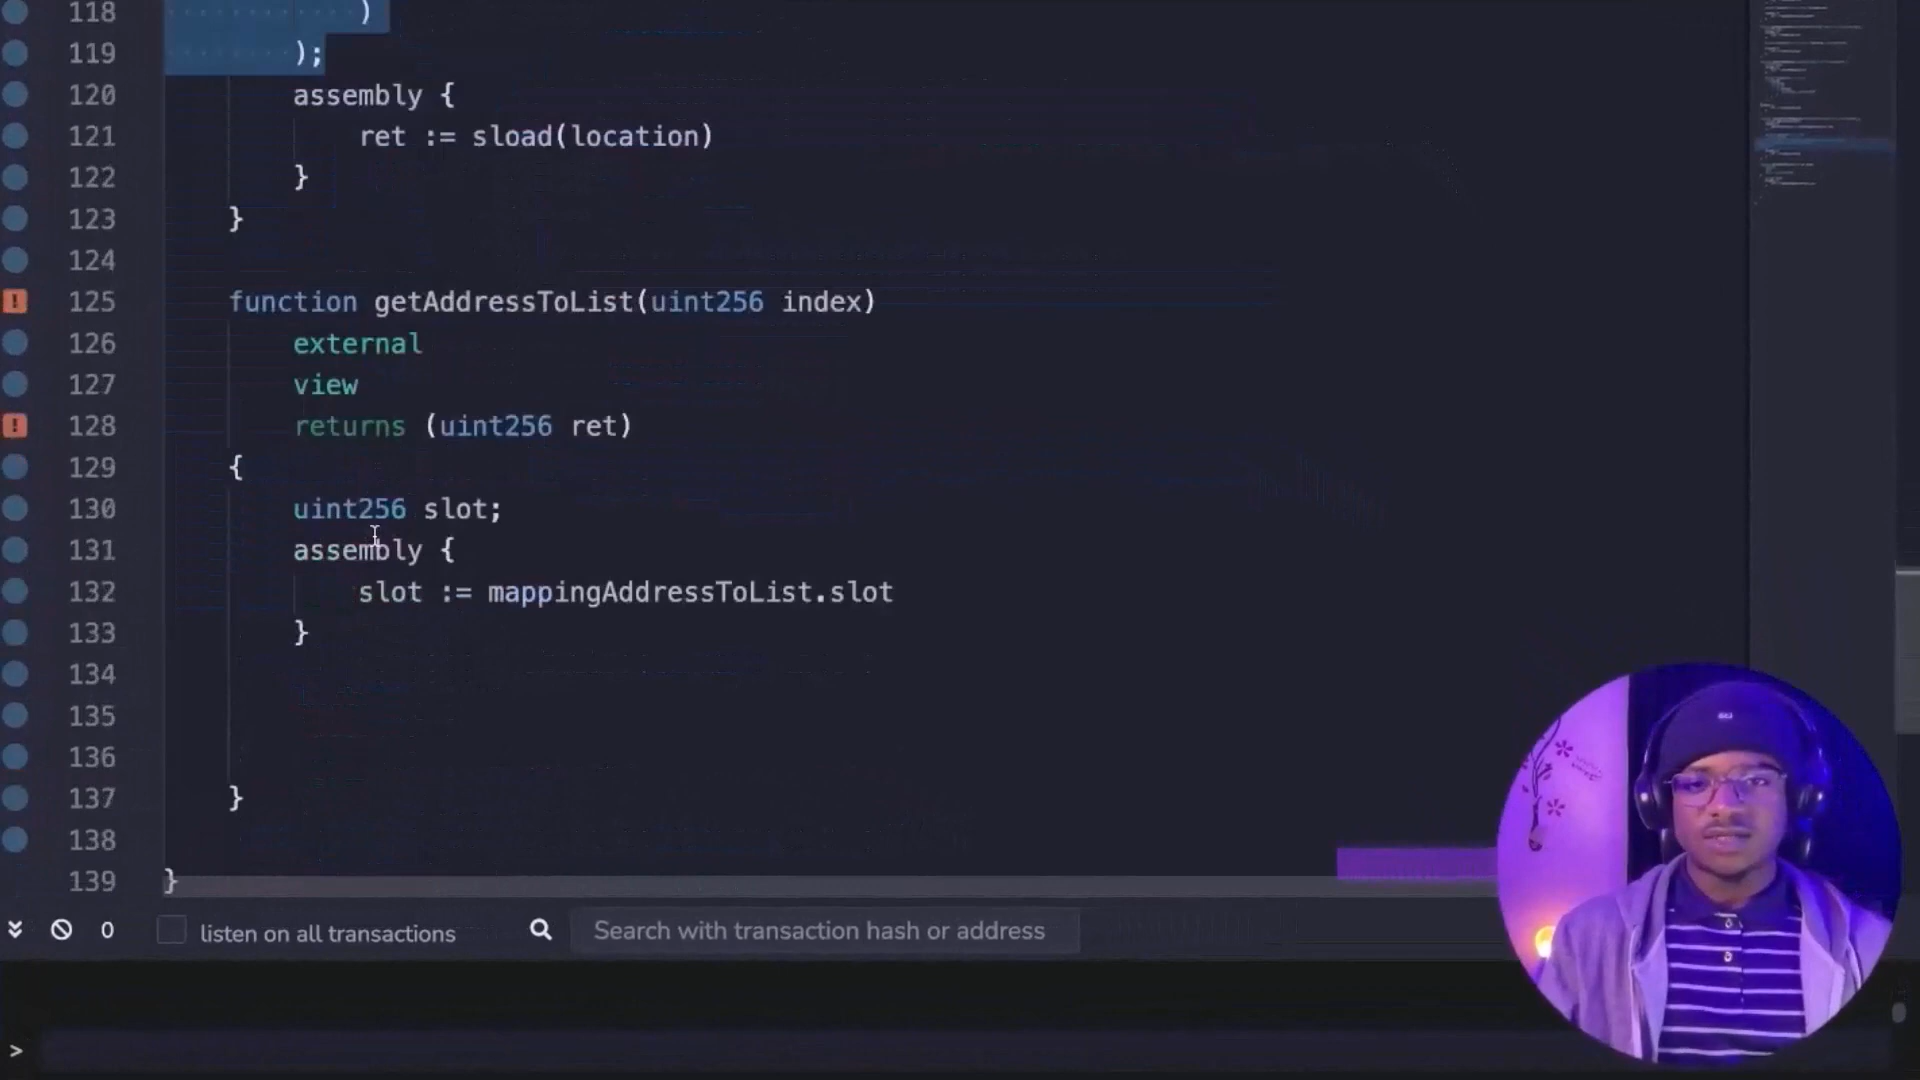 118 )
119 );
120 assembly {
121 ret := sload(location)
122 }
123 }
124
125 function getAddressToList(uint256 index)
126 external
127 view
128 returns (uint256 ret)
129 {
130 uint256 slot;
131 assembly {
132 slot := mappingAddressToList.slot
133 }
134
135
136
137 }
138
139 }
0 listen on all transactions Search with transaction hash or address
>